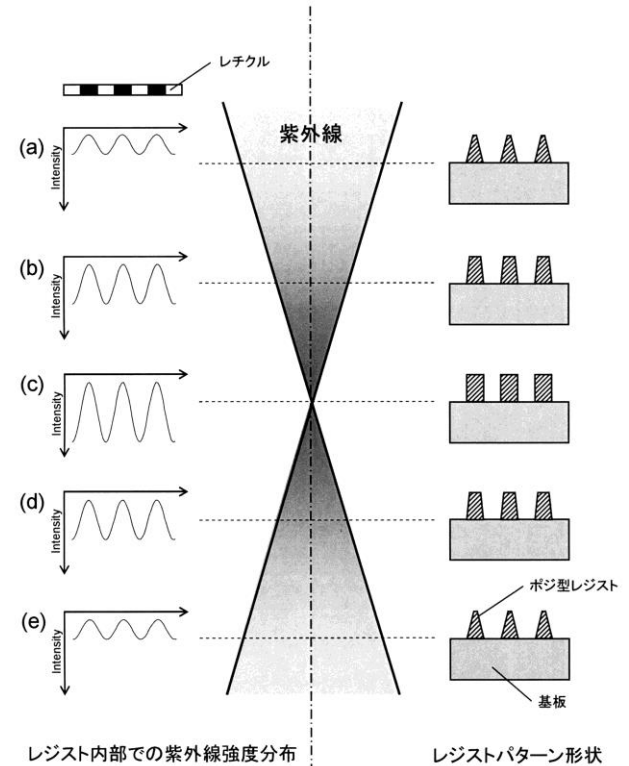 レチクル
紫外線
(a)
Intensity
(b)
Intensity
(c)
Intensity
(d)
Intensity
(e)
Intensity
ポジ型レジスト
基板
レジスト内部での紫外線強度分布
レジストパターン形状